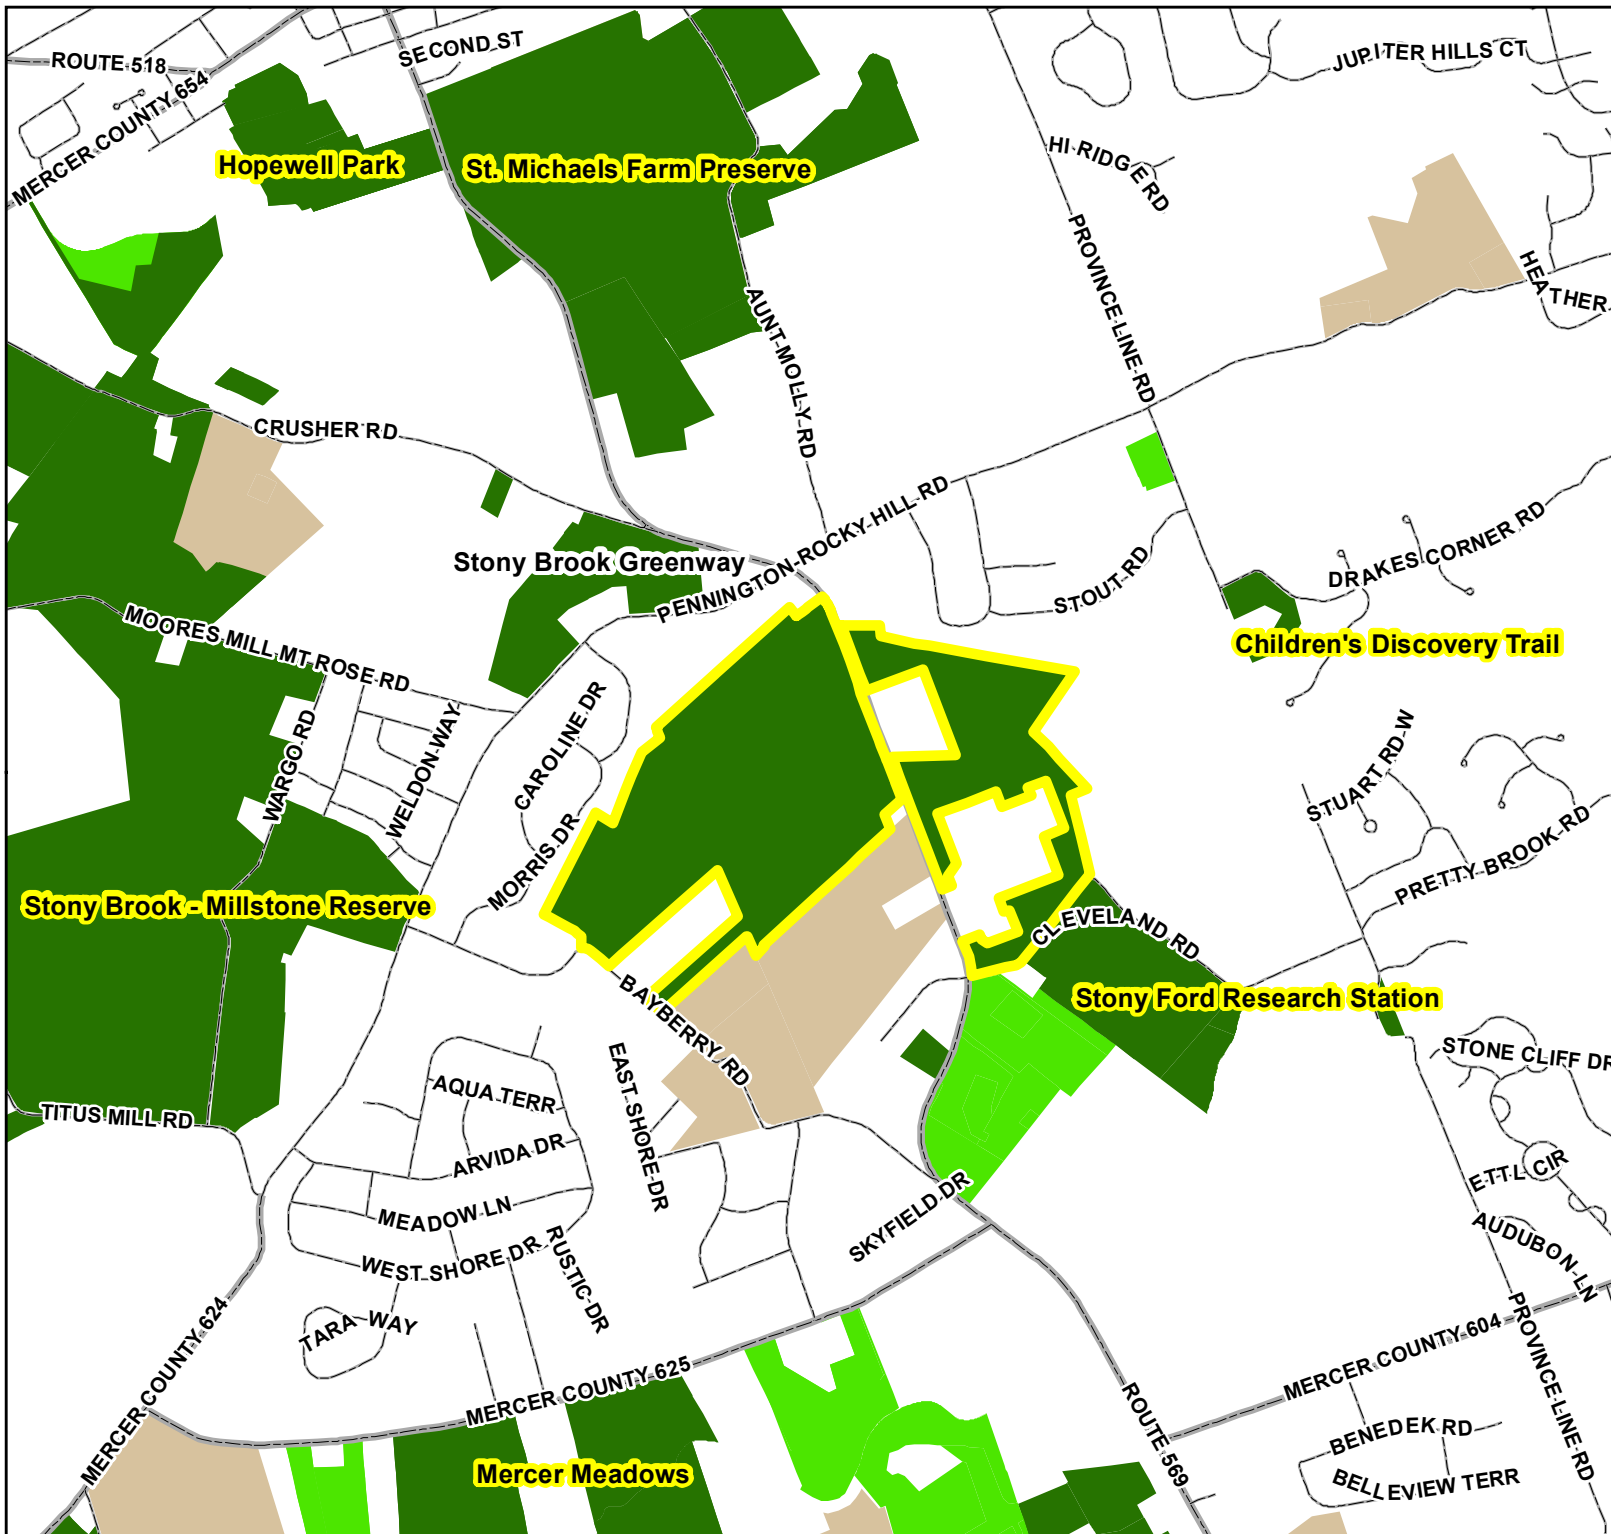 SECOND ST
JUPITER HILLS CT
ROUTE 518
MERCER COUNTY 654
Hopewell Park
St. Michaels Farm Preserve
HI RIDGE RD
PROVINCE LINE RD
HEATHER
AUNT MOLLY RD
CRUSHER RD
PENNINGTON-ROCKY HILL RD
Stony Brook Greenway
DRAKES CORNER RD
STOUT RD
MOORES MILL MT ROSE RD
Children's Discovery Trail
WARGO RD
WELDON WAY
CAROLINE DR
MORRIS DR
STUART RD W
PRETTY BROOK RD
Stony Brook - Millstone Reserve
CLEVELAND RD
Stony Ford Research Station
BAYBERRY RD
EAST SHORE DR
STONE CLIFF DR
AQUA TERR
TITUS MILL RD
ARVIDA DR
ETTL CIR
MEADOW LN
SKYFIELD DR
AUDUBON LN
WEST SHORE DR
RUSTIC DR
TARA WAY
MERCER COUNTY 624
MERCER COUNTY 625
MERCER COUNTY 604
PROVINCE LINE RD
ROUTE 569
BENEDEK RD
BELLEVIEW TERR
Mercer Meadows